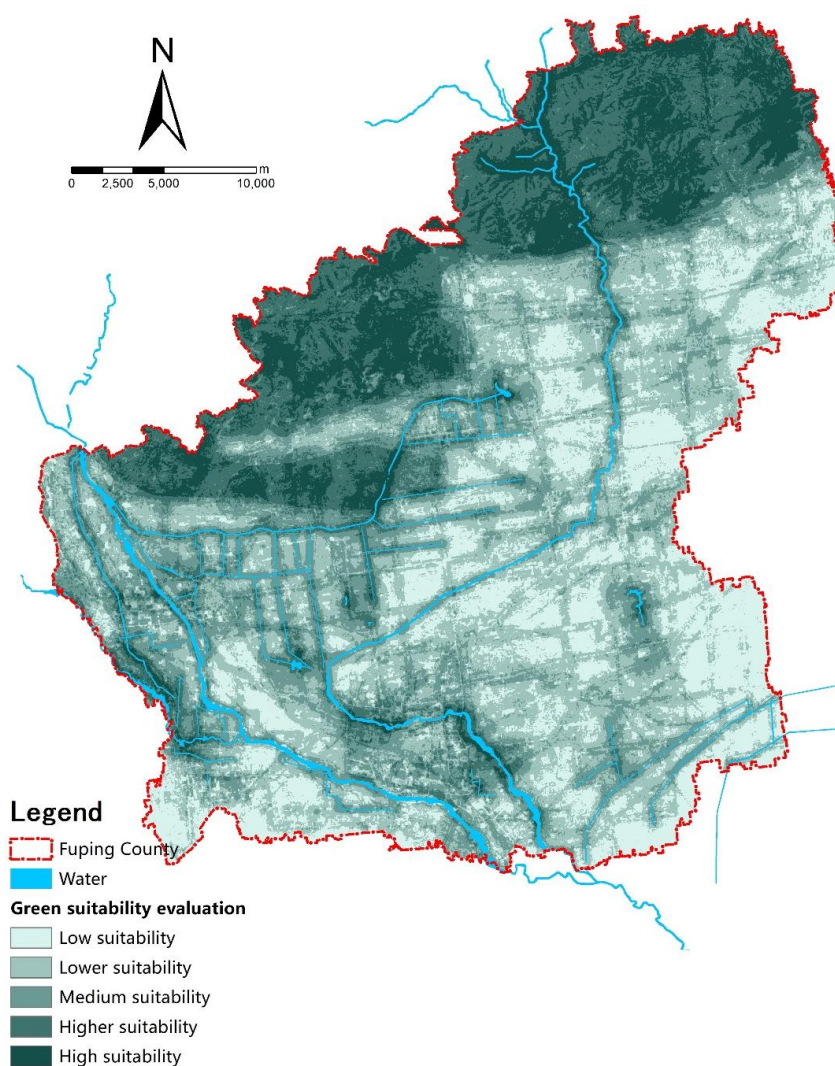 N
m
0 2,500 5,000 10,000
Legend
Fuping County
Water
Green suitability evaluation
Low suitability
Lower suitability
Medium suitability
Higher suitability
High suitability